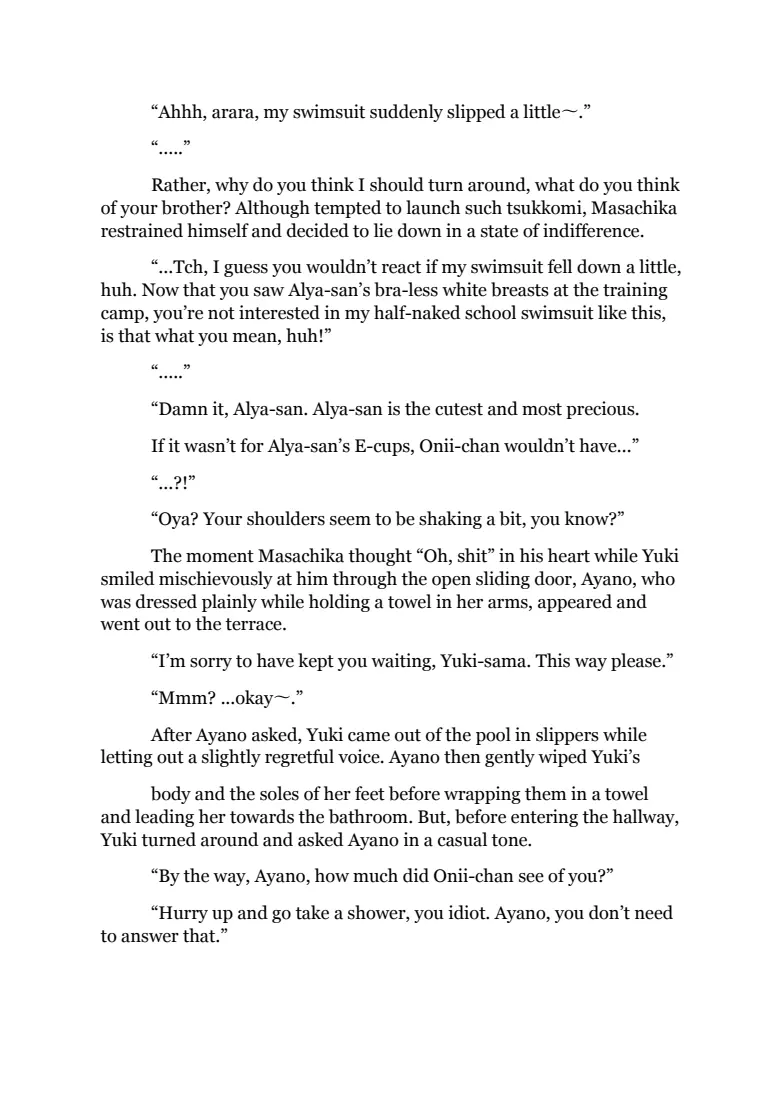 “Ahhh, arara, my swimsuit suddenly slipped a little～.”
“.....”
Rather, why do you think I should turn around, what do you think
of your brother? Although tempted to launch such tsukkomi, Masachika
restrained himself and decided to lie down in a state of indifference.
“...Tch, I guess you wouldn’t react if my swimsuit fell down a little,
huh. Now that you saw Alya-san’s bra-less white breasts at the training
camp, you’re not interested in my half-naked school swimsuit like this,
is that what you mean, huh!”
“.....”
“Damn it, Alya-san. Alya-san is the cutest and most precious.
If it wasn’t for Alya-san’s E-cups, Onii-chan wouldn’t have...”
“...?!”
“Oya? Your shoulders seem to be shaking a bit, you know?”
The moment Masachika thought “Oh, shit” in his heart while Yuki
smiled mischievously at him through the open sliding door, Ayano, who
was dressed plainly while holding a towel in her arms, appeared and
went out to the terrace.
“I’m sorry to have kept you waiting, Yuki-sama. This way please.”
“Mmm? ...okay～.”
After Ayano asked, Yuki came out of the pool in slippers while
letting out a slightly regretful voice. Ayano then gently wiped Yuki’s
body and the soles of her feet before wrapping them in a towel
and leading her towards the bathroom. But, before entering the hallway,
Yuki turned around and asked Ayano in a casual tone.
“By the way, Ayano, how much did Onii-chan see of you?”
“Hurry up and go take a shower, you idiot. Ayano, you don’t need
to answer that.”